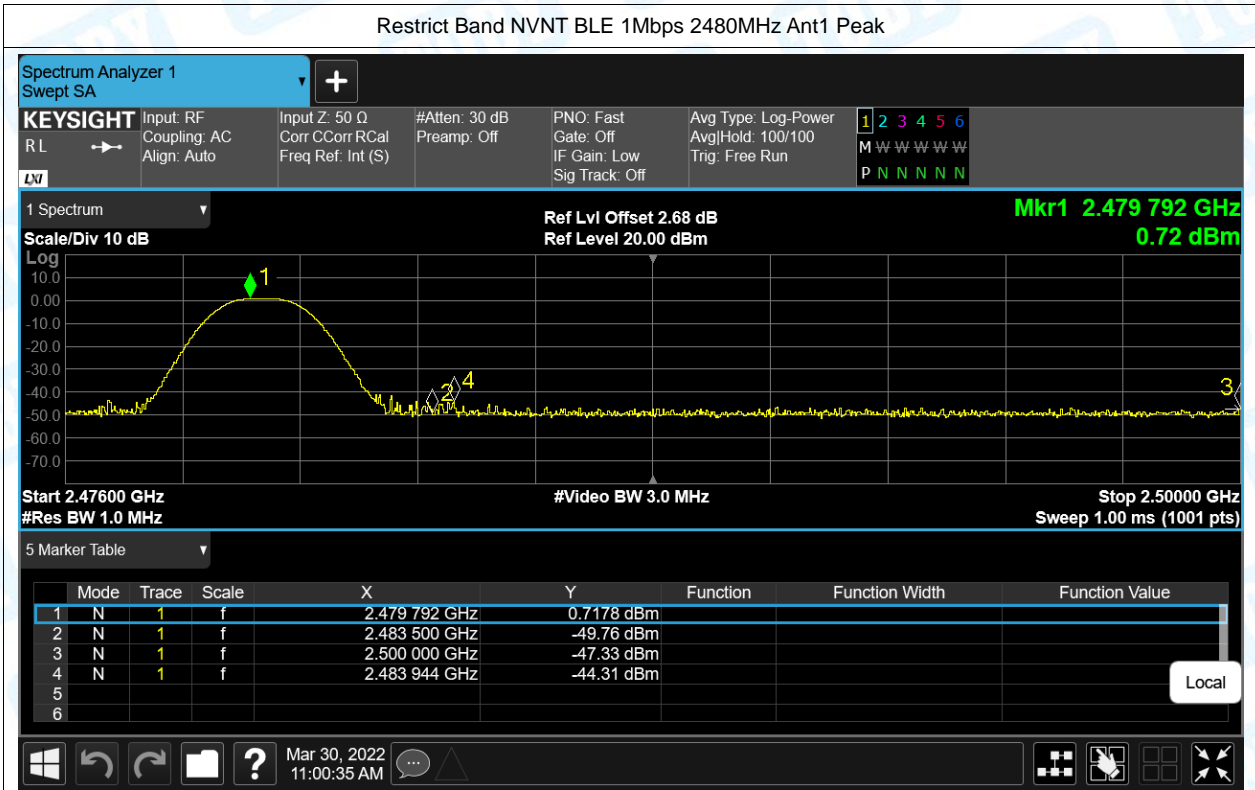 Restrict Band NVNT BLE 1Mbps 2480MHz Ant1 Peak
Spectrum Analyzer 1
Swept SA
KEYSIGHT
R L
LXI
Input: RF
Coupling: AC
Align: Auto
Input Z: 50 Ω
Corr CCorr RCal
Freq Ref: Int (S)
#Atten: 30 dB
Preamp: Off
PNO: Fast
Gate: Off
IF Gain: Low
Sig Track: Off
Avg Type: Log-Power
Avg|Hold: 100/100
Trig: Free Run
1 2 3 4 5 6
M W W W W W
P N N N N N
1 Spectrum
Scale/Div 10 dB
Ref Lvl Offset 2.68 dB
Ref Level 20.00 dBm
Mkr1 2.479 792 GHz
0.72 dBm
Log
10.0
0.00
-10.0
-20.0
-30.0
-40.0
-50.0
-60.0
-70.0
1
2
4
3
Start 2.47600 GHz
#Video BW 3.0 MHz
Stop 2.50000 GHz
#Res BW 1.0 MHz
Sweep 1.00 ms (1001 pts)
5 Marker Table
Mode Trace Scale X Y Function Function Width Function Value
1 N 1 f 2.479 792 GHz 0.7178 dBm
2 N 1 f 2.483 500 GHz -49.76 dBm
3 N 1 f 2.500 000 GHz -47.33 dBm
4 N 1 f 2.483 944 GHz -44.31 dBm
5
6
Local
?
Mar 30, 2022
11:00:35 AM